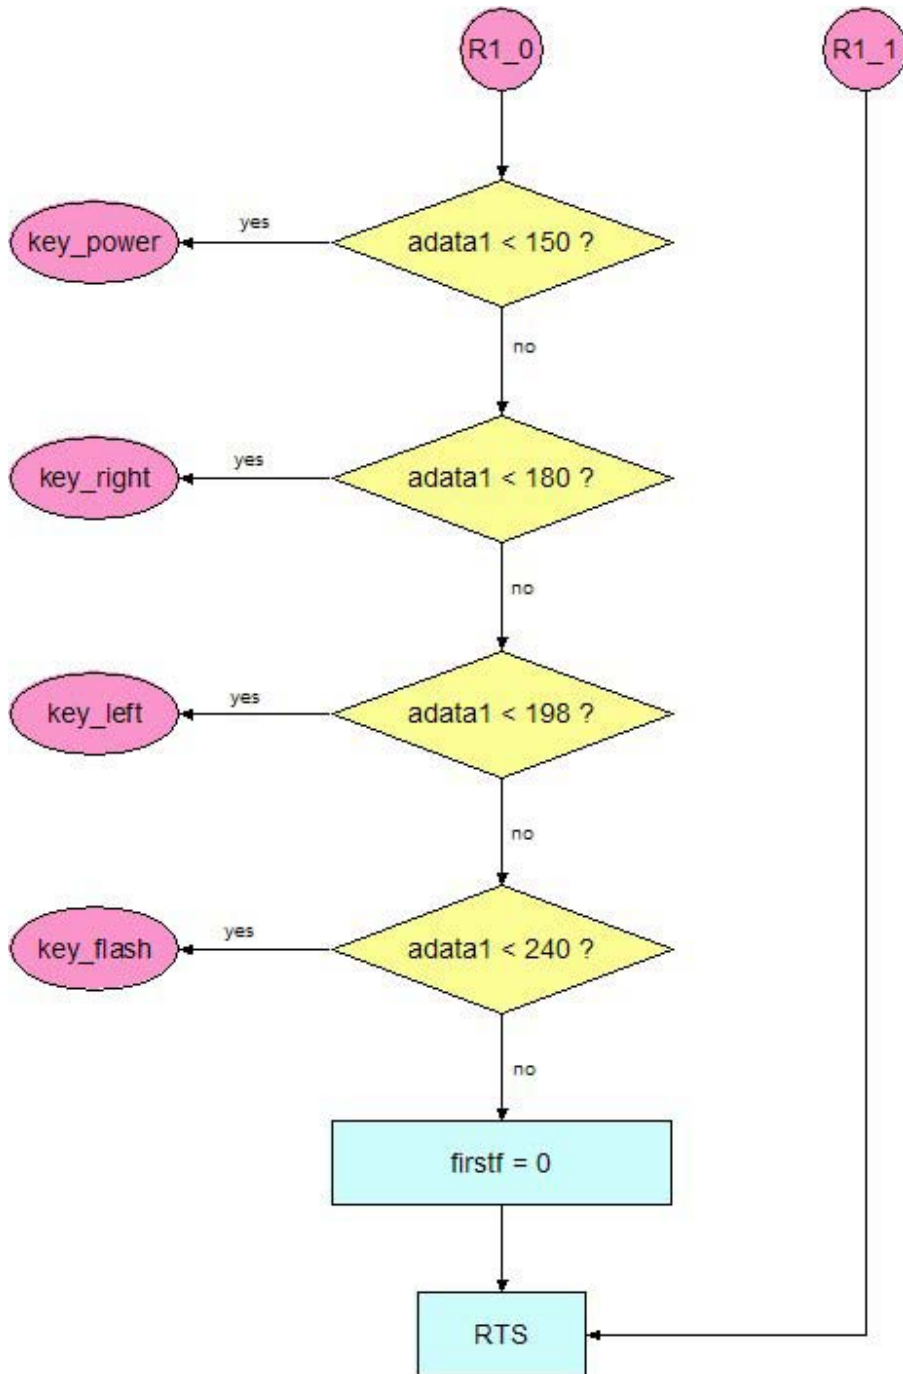 R1_0
R1_1
key_power
yes
adata1 < 150 ?
no
key_right
yes
adata1 < 180 ?
no
key_left
yes
adata1 < 198 ?
no
key_flash
yes
adata1 < 240 ?
no
firstf = 0
RTS